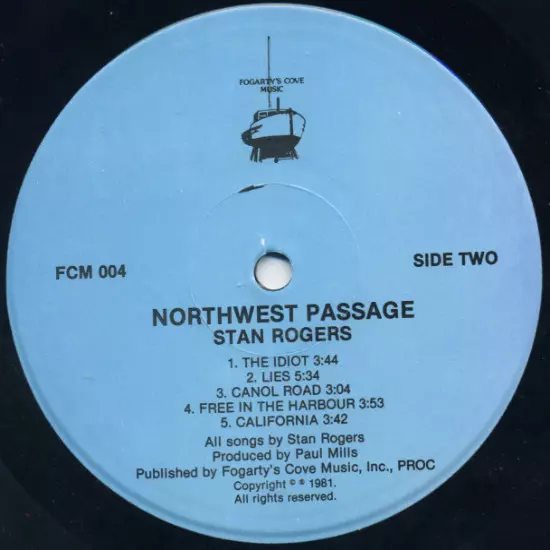 FOGARTY'S COVE
MUSIC
FCM 004
SIDE TWO
NORTHWEST PASSAGE
STAN ROGERS
1. THE IDIOT 3:44
2. LIES 5:34
3. CANOL ROAD 3:04
4. FREE IN THE HARBOUR 3:53
5. CALIFORNIA 3:42
All songs by Stan Rogers
Produced by Paul Mills
Published by Fogarty's Cove Music, Inc., PROC
Copyright © ℗ 1981.
All rights reserved.